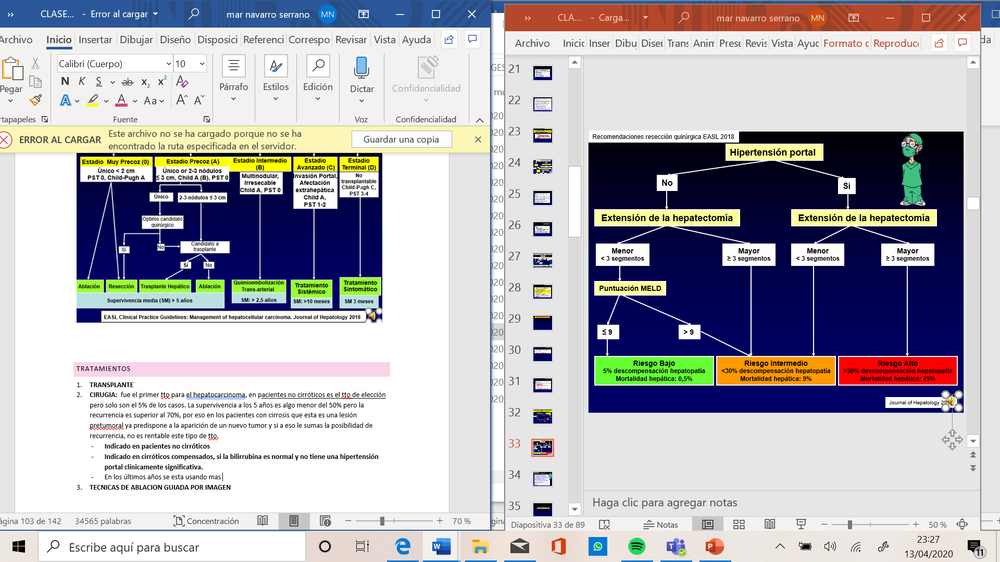 CLASE... - Error al cargar
mar navarro serrano MN
Archivo Inicio Insertar Dibujar Diseño Disposici Referenci Correspo Revisar Vista Ayuda
Calibri (Cuerpo) 10
Pegar
N K S ab x2 x2 A
A A Aa A A
Párrafo
Estilos
Edición
Dictar
Confidencialidad
rtapapeles
Fuente
Voz
Confidencialidad
ERROR AL CARGAR
Este archivo no se ha cargado porque no se ha
encontrado la ruta especificada en el servidor.
Guardar una copia
Estadio Muy Precoz (0)
Único < 2 cm
PST 0, Child-Pugh A
Estadio Precoz (A)
Único or 2-3 nódulos
≤ 3 cm, Child A (B), PST 0
Estadio Intermedio
(B)
Multinodular,
Irresecable
Child A, PST 0
Estadio
Avanzado (C)
Invasión Portal,
Afectación
extrahepática
Child A,
PST 1-2
Estadio
Terminal (D)
No
transplantable
Child-Pugh C,
PST 3-4
Único
2-3 nódulos ≤ 3 cm
Optimo candidato
quirúrgico
Sí
No
Candidato a
trasplante
Sí
No
Ablación
Resección
Trasplante Hepático
Ablación
Supervivencia media (SM) > 5 años
Quimioembolización
Trans-arterial
SM: > 2,5 años
Tratamiento
Sistémico
SM: >10 meses
Tratamiento
Sintomático
SM 3 meses
EASL Clinical Practice Guidelines: Management of hepatocellular carcinoma. Journal of Hepatology 2018
TRATAMIENTOS
1. TRANSPLANTE
2. CIRUGIA: fue el primer tto para el hepatocarcinoma, en pacientes no cirróticos es el tto de elección
pero solo son el 5% de los casos. La supervivencia a los 5 años es algo menor del 50% pero la
recurrencia es superior al 70%, por eso en los pacientes con cirrosis que esta es una lesión
pretumoral ya predispone a la aparición de un nuevo tumor y si a eso le sumas la posibilidad de
recurrencia, no es rentable este tipo de tto.
- Indicado en pacientes no cirróticos
- Indicado en cirróticos compensados, si la bilirrubina es normal y no tiene una hipertensión
portal clínicamente significativa.
- En los últimos años se esta usando mas
3. TECNICAS DE ABLACION GUIADA POR IMAGEN
ágina 103 de 142
34565 palabras
Concentración
70 %
CLA... - Carga...
mar navarro serrano MN
Archivo Inicic Inser Dibu Diseı Trans Anim Prese Revis Vista Ayuc Formato c Reproducc
21
22
23
24
25
26
27
28
29
30
31
32
33
34
35
Recomendaciones resección quirúrgica EASL 2018
Hipertensión portal
No
Sí
Extensión de la hepatectomía
Extensión de la hepatectomía
Menor
< 3 segmentos
Mayor
≥ 3 segmentos
Menor
< 3 segmentos
Mayor
≥ 3 segmentos
Puntuación MELD
≤ 9
> 9
Riesgo Bajo
5% descompensación hepatopatía
Mortalidad hepática: 0,5%
Riesgo Intermedio
<30% descompensación hepatopatía
Mortalidad hepática: 9%
Riesgo Alto
>30% descompensación hepatopatía
Mortalidad hepática: 25%
Journal of Hepatology 20
Haga clic para agregar notas
Diapositiva 33 de 89
Notas
50 %
Escribe aquí para buscar
23:27
13/04/2020
11